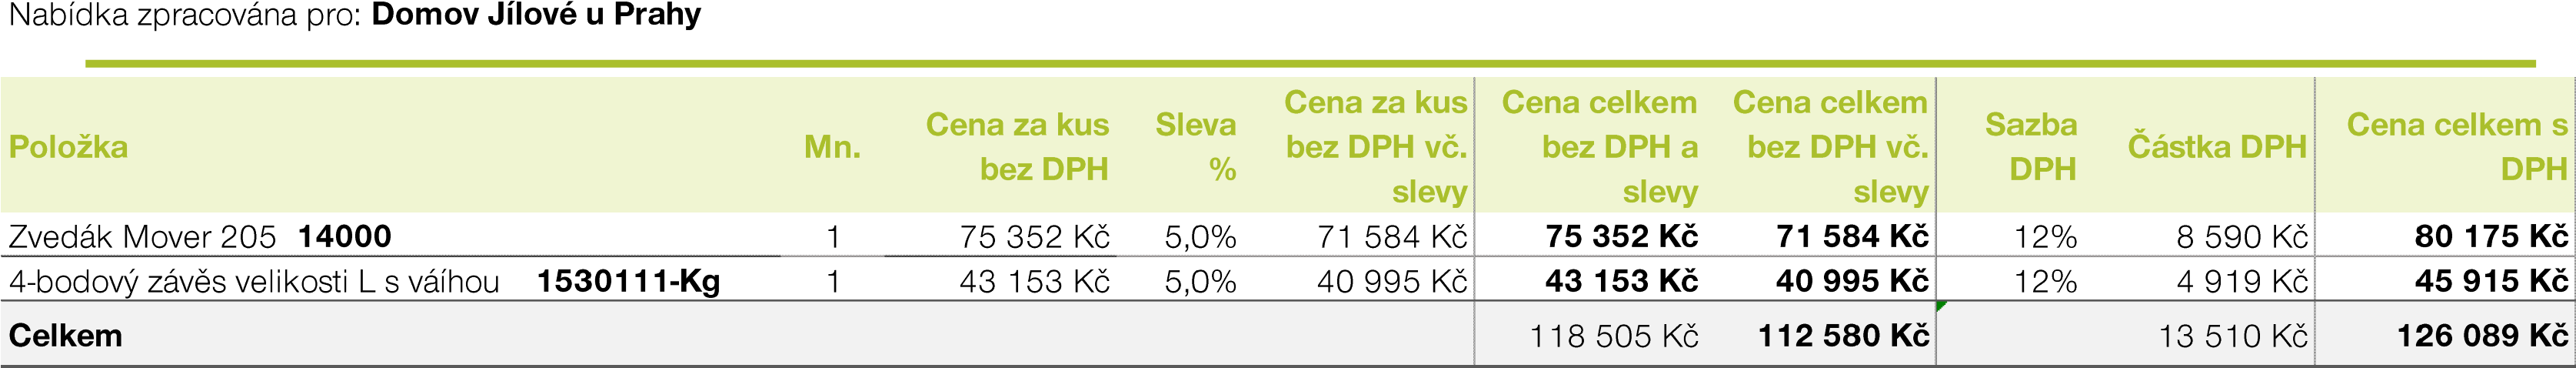 Nabídka zpracována pro: Domov Jílové u Prahy
Položka Mn. Cena za kus bez DPH Sleva % Cena za kus bez DPH vč. slevy Cena celkem bez DPH a slevy Cena celkem bez DPH vč. slevy Sazba DPH Částka DPH Cena celkem s DPH
Zvedák Mover 205 14000 1 75 352 Kč 5,0% 71 584 Kč 75 352 Kč 71 584 Kč 12% 8 590 Kč 80 175 Kč
4-bodový závěs velikosti L s váíhou 1530111-Kg 1 43 153 Kč 5,0% 40 995 Kč 43 153 Kč 40 995 Kč 12% 4 919 Kč 45 915 Kč
Celkem 118 505 Kč 112 580 Kč 13 510 Kč 126 089 Kč